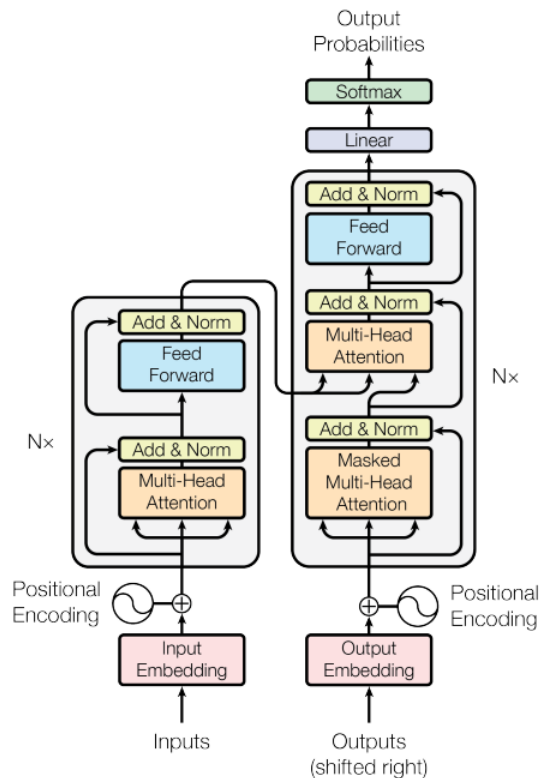 Output
Probabilities
Softmax
Linear
Add & Norm
Feed
Forward
Add & Norm
Multi-Head
Attention
N×
Add & Norm
Masked
Multi-Head
Attention
Add & Norm
Feed
Forward
N×
Add & Norm
Multi-Head
Attention
Positional
Encoding
Positional
Encoding
Input
Embedding
Output
Embedding
Inputs
Outputs
(shifted right)